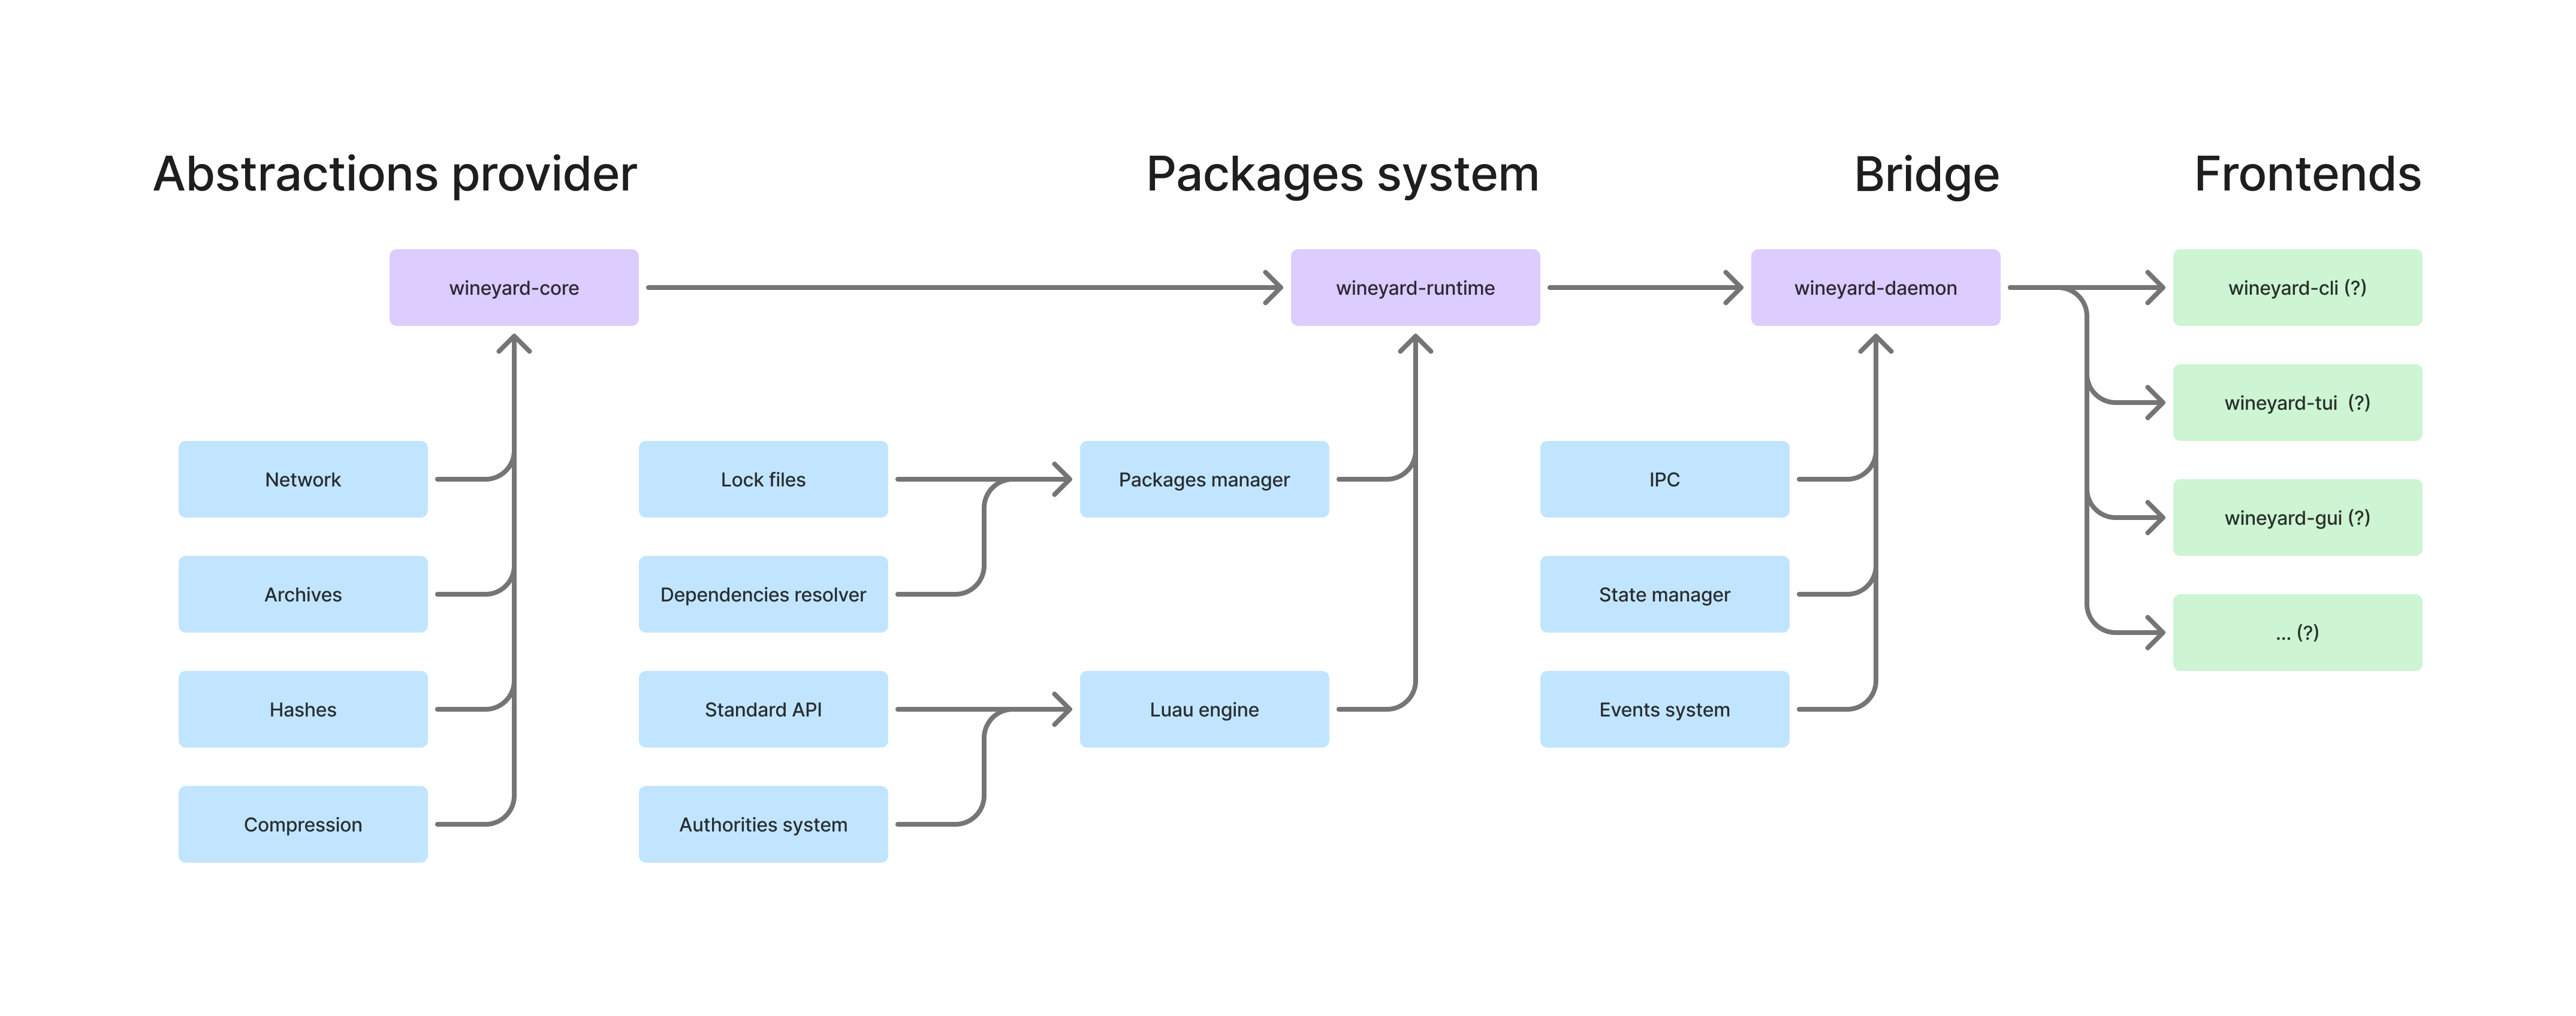 Abstractions provider
Packages system
Bridge
Frontends
wineyard-core
wineyard-runtime
wineyard-daemon
wineyard-cli (?)
wineyard-tui  (?)
Network
Lock files
Packages manager
IPC
wineyard-gui (?)
Archives
Dependencies resolver
State manager
... (?)
Hashes
Standard API
Luau engine
Events system
Compression
Authorities system